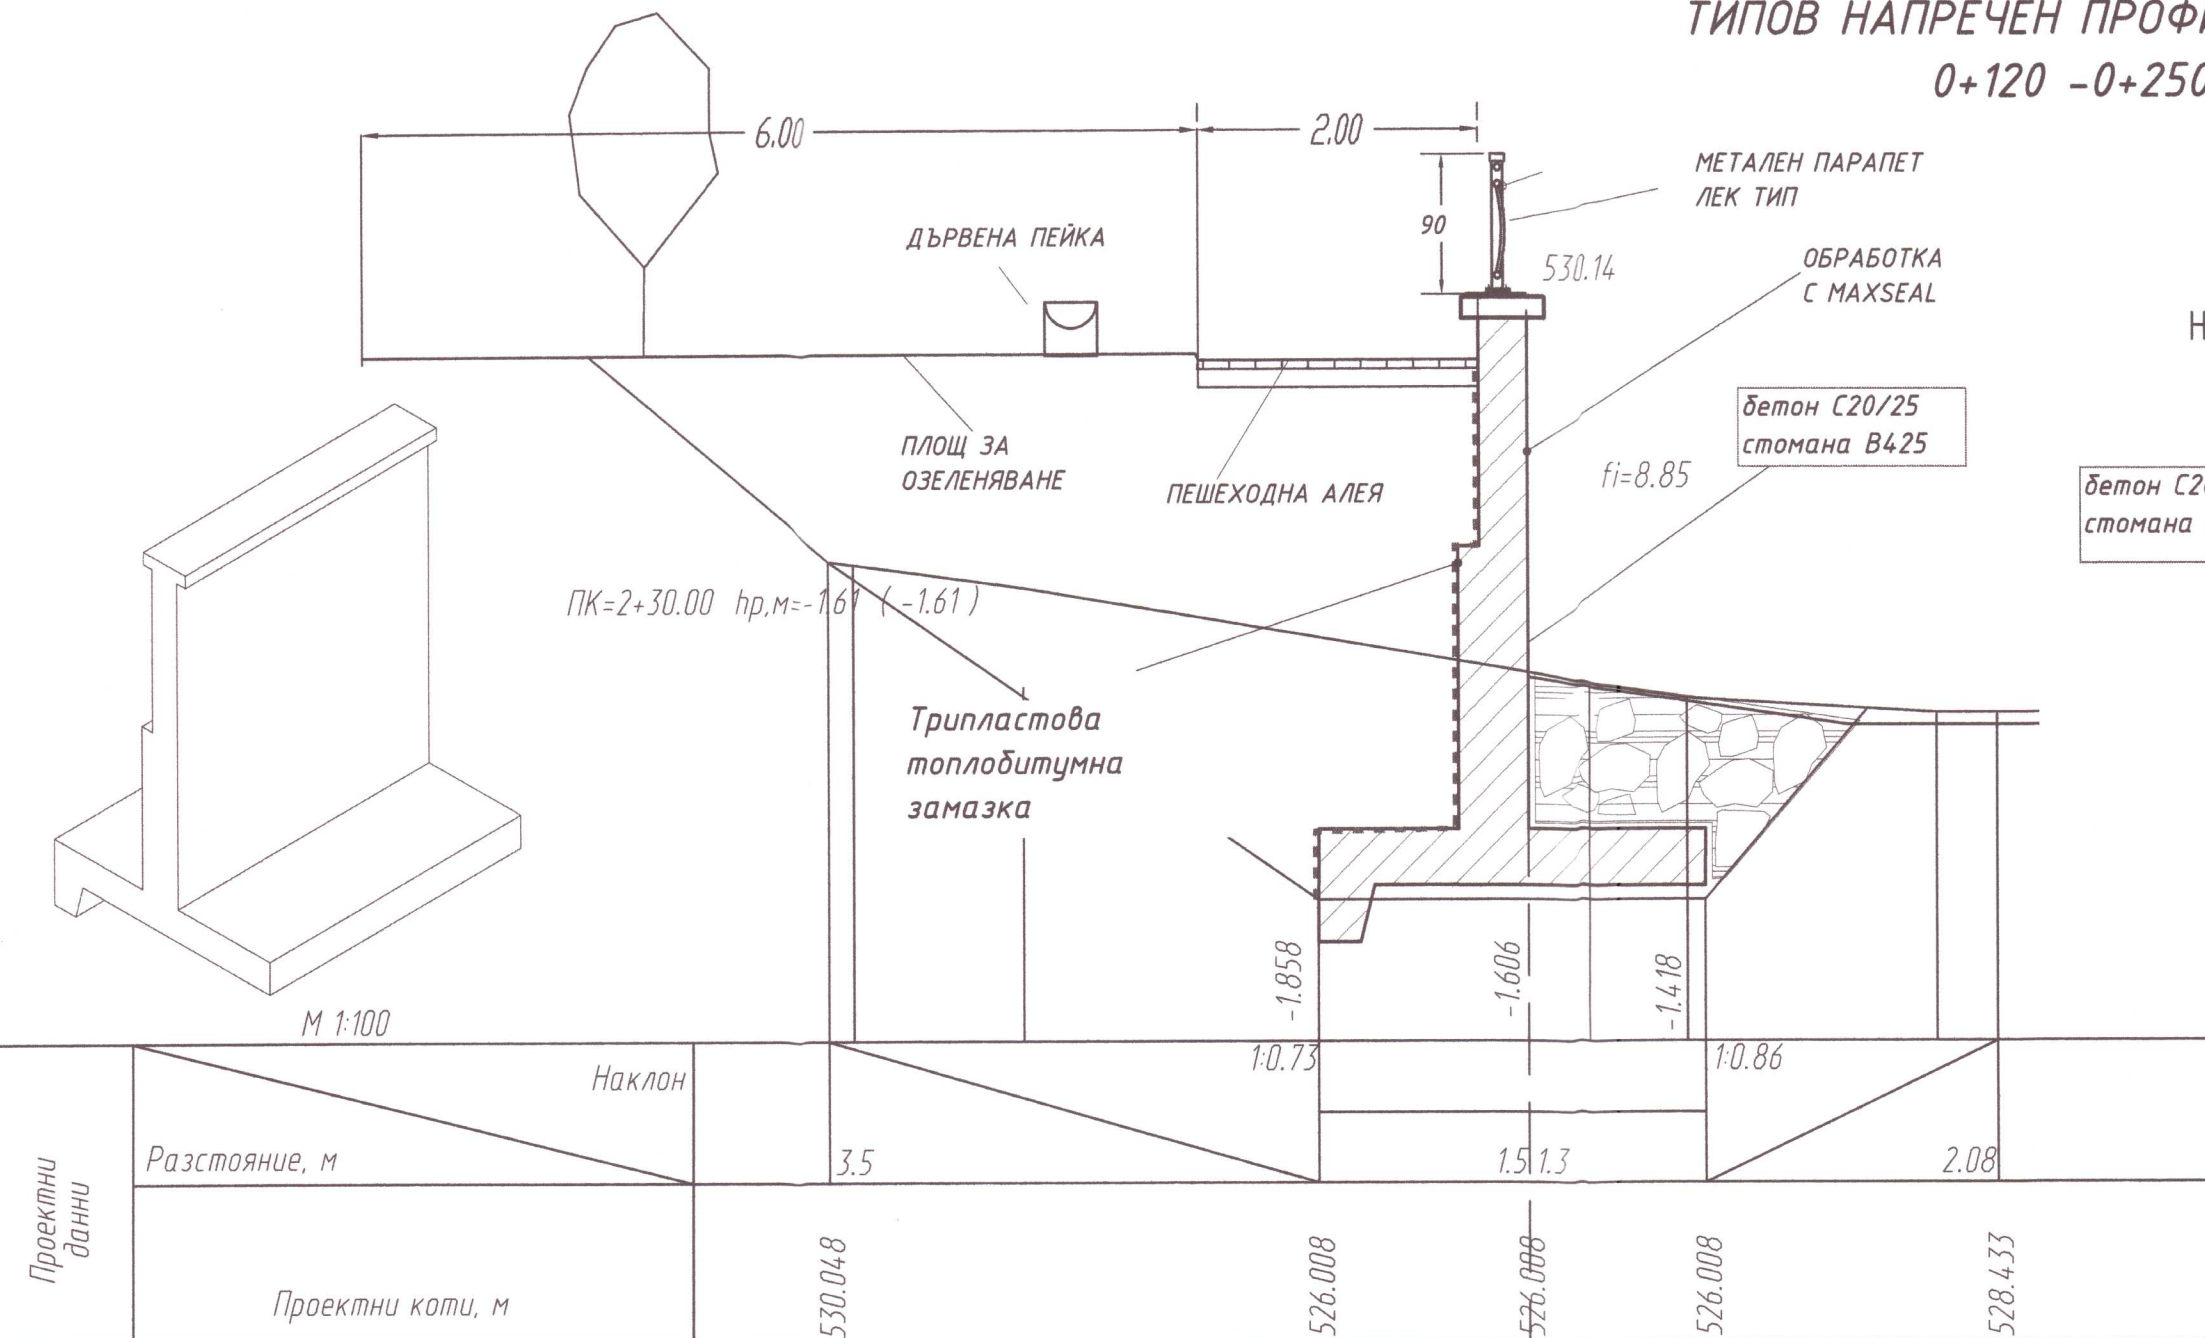 ТИПОВ НАПРЕЧЕН
0+120 -0+250
6.00
2.00
МЕТАЛЕН ПАРАПЕТ
ЛЕК ТИП
90
ДЪРВЕНА ПЕЙКА
530.14
ОБРАБОТКА
С MAXSEAL
бетон C20/25
стомана В425
ПЛОЩ ЗА
ОЗЕЛЕНЯВАНЕ
ПЕШЕХОДНА АЛЕЯ
fi=8.85
бетон
стомана
ПК=2+30.00 hp,м=-1.61 (-1.61)
Трипластова
топлобитумна
замазка
-1.858
-1.606
-1.418
М 1:100
Наклон
1:0.73
1:0.86
Разстояние, м
3.5
1.5
1.3
2.08
Проектни
данни
Проектни коти, м
530.048
526.008
526.008
526.008
528.433